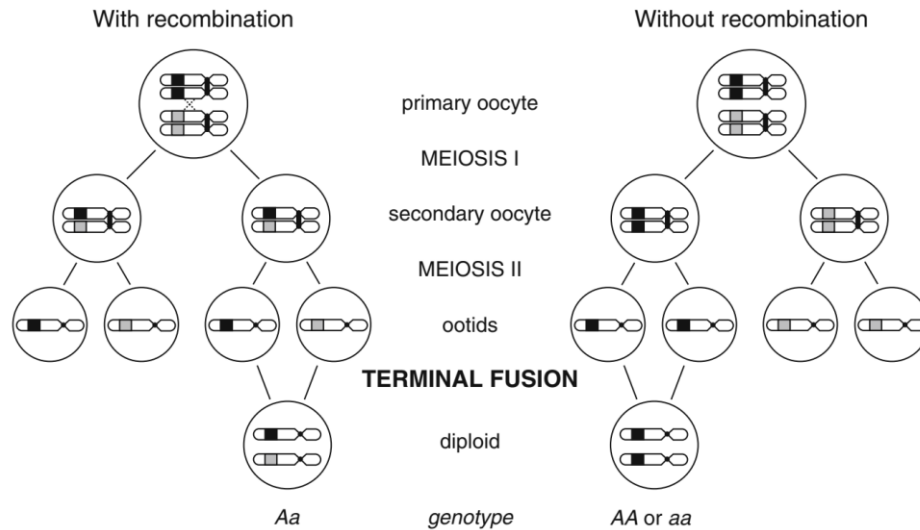 With recombination
Without recombination
primary oocyte
MEIOSIS I
secondary oocyte
MEIOSIS II
ootids
TERMINAL FUSION
diploid
Aa
genotype
AA or aa